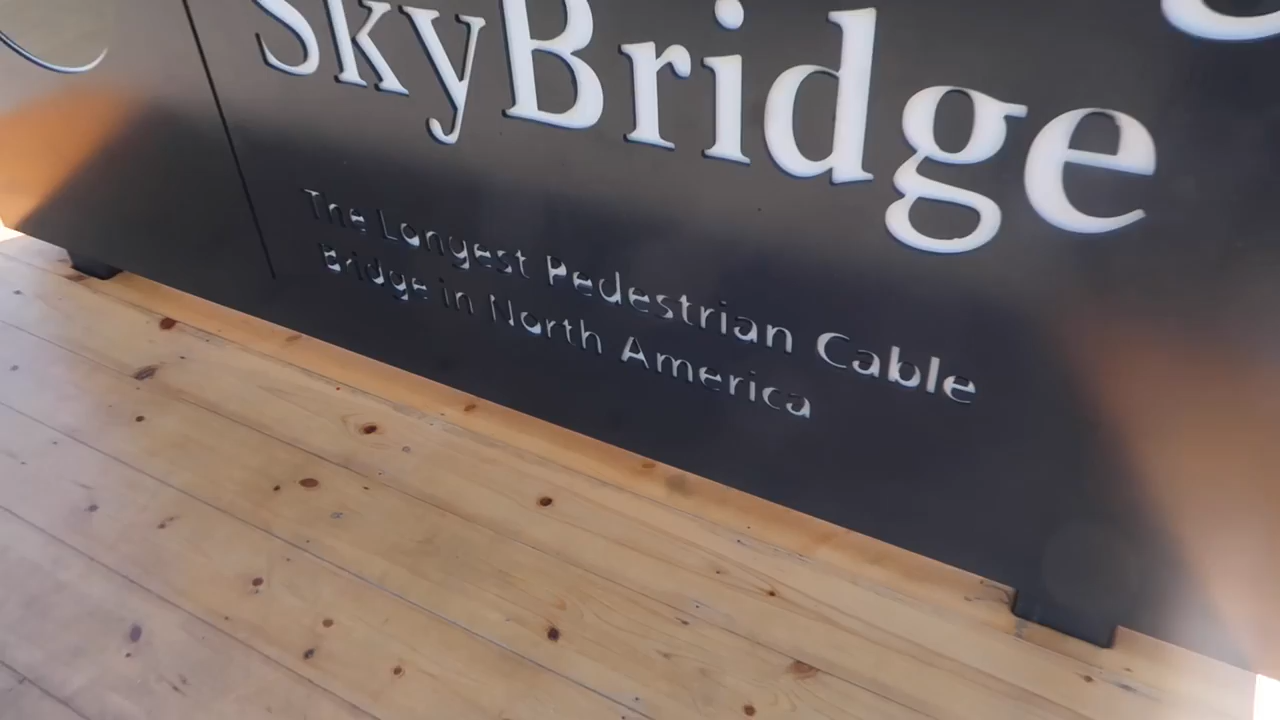 SkyBridge
The Longest Pedestrian Cable
Bridge in North America